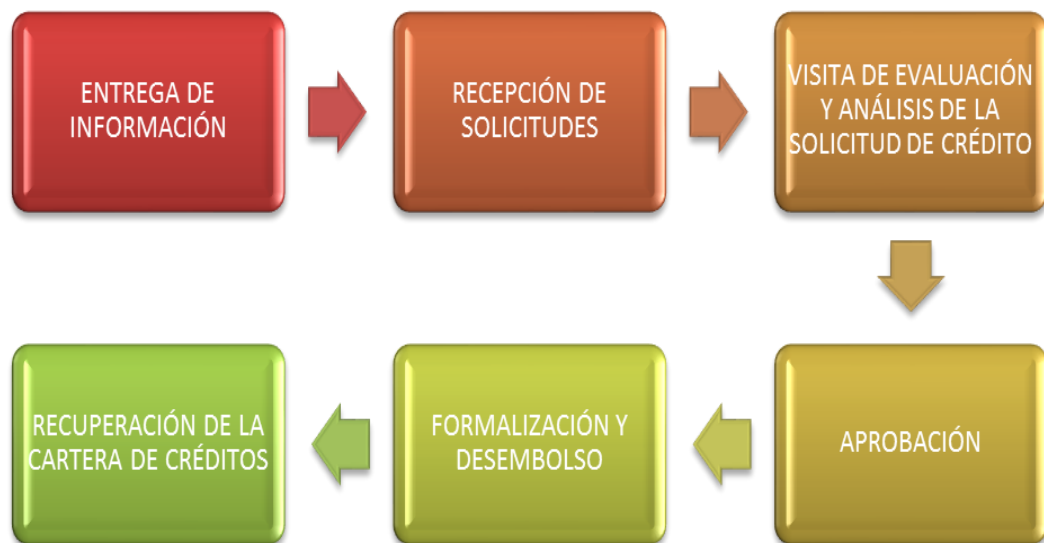 ENTREGA DE
INFORMACIÓN
RECEPCIÓN DE
SOLICITUDES
VISITA DE EVALUACIÓN
Y ANÁLISIS DE LA
SOLICITUD DE CRÉDITO
APROBACIÓN
FORMALIZACIÓN Y
DESEMBOLSO
RECUPERACIÓN DE LA
CARTERA DE CRÉDITOS